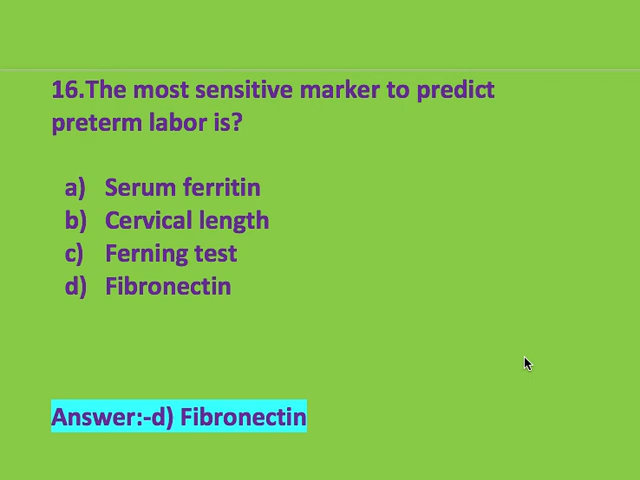 16.The most sensitive marker to predict
preterm labor is?
a) Serum ferritin
b) Cervical length
c) Ferning test
d) Fibronectin
Answer:-d) Fibronectin